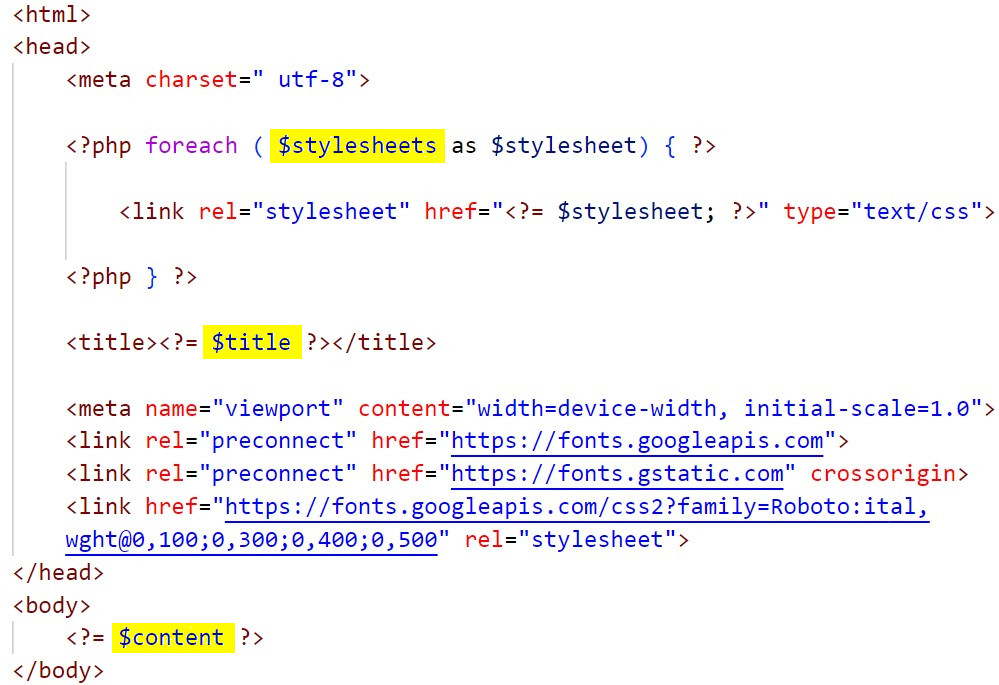 <html>
<head>
<meta charset=" utf-8">
<?php foreach ( $stylesheets as $stylesheet) { ?>
<link rel="stylesheet" href="<?= $stylesheet; ?>" type="text/css">
<?php } ?>
<title><?= $title ?></title>
<meta name="viewport" content="width=device-width, initial-scale=1.0">
<link rel="preconnect" href="https://fonts.googleapis.com">
<link rel="preconnect" href="https://fonts.gstatic.com" crossorigin>
<link href="https://fonts.googleapis.com/css2?family=Roboto:ital,
wght@0,100;0,300;0,400;0,500" rel="stylesheet">
</head>
<body>
<?= $content ?>
</body>